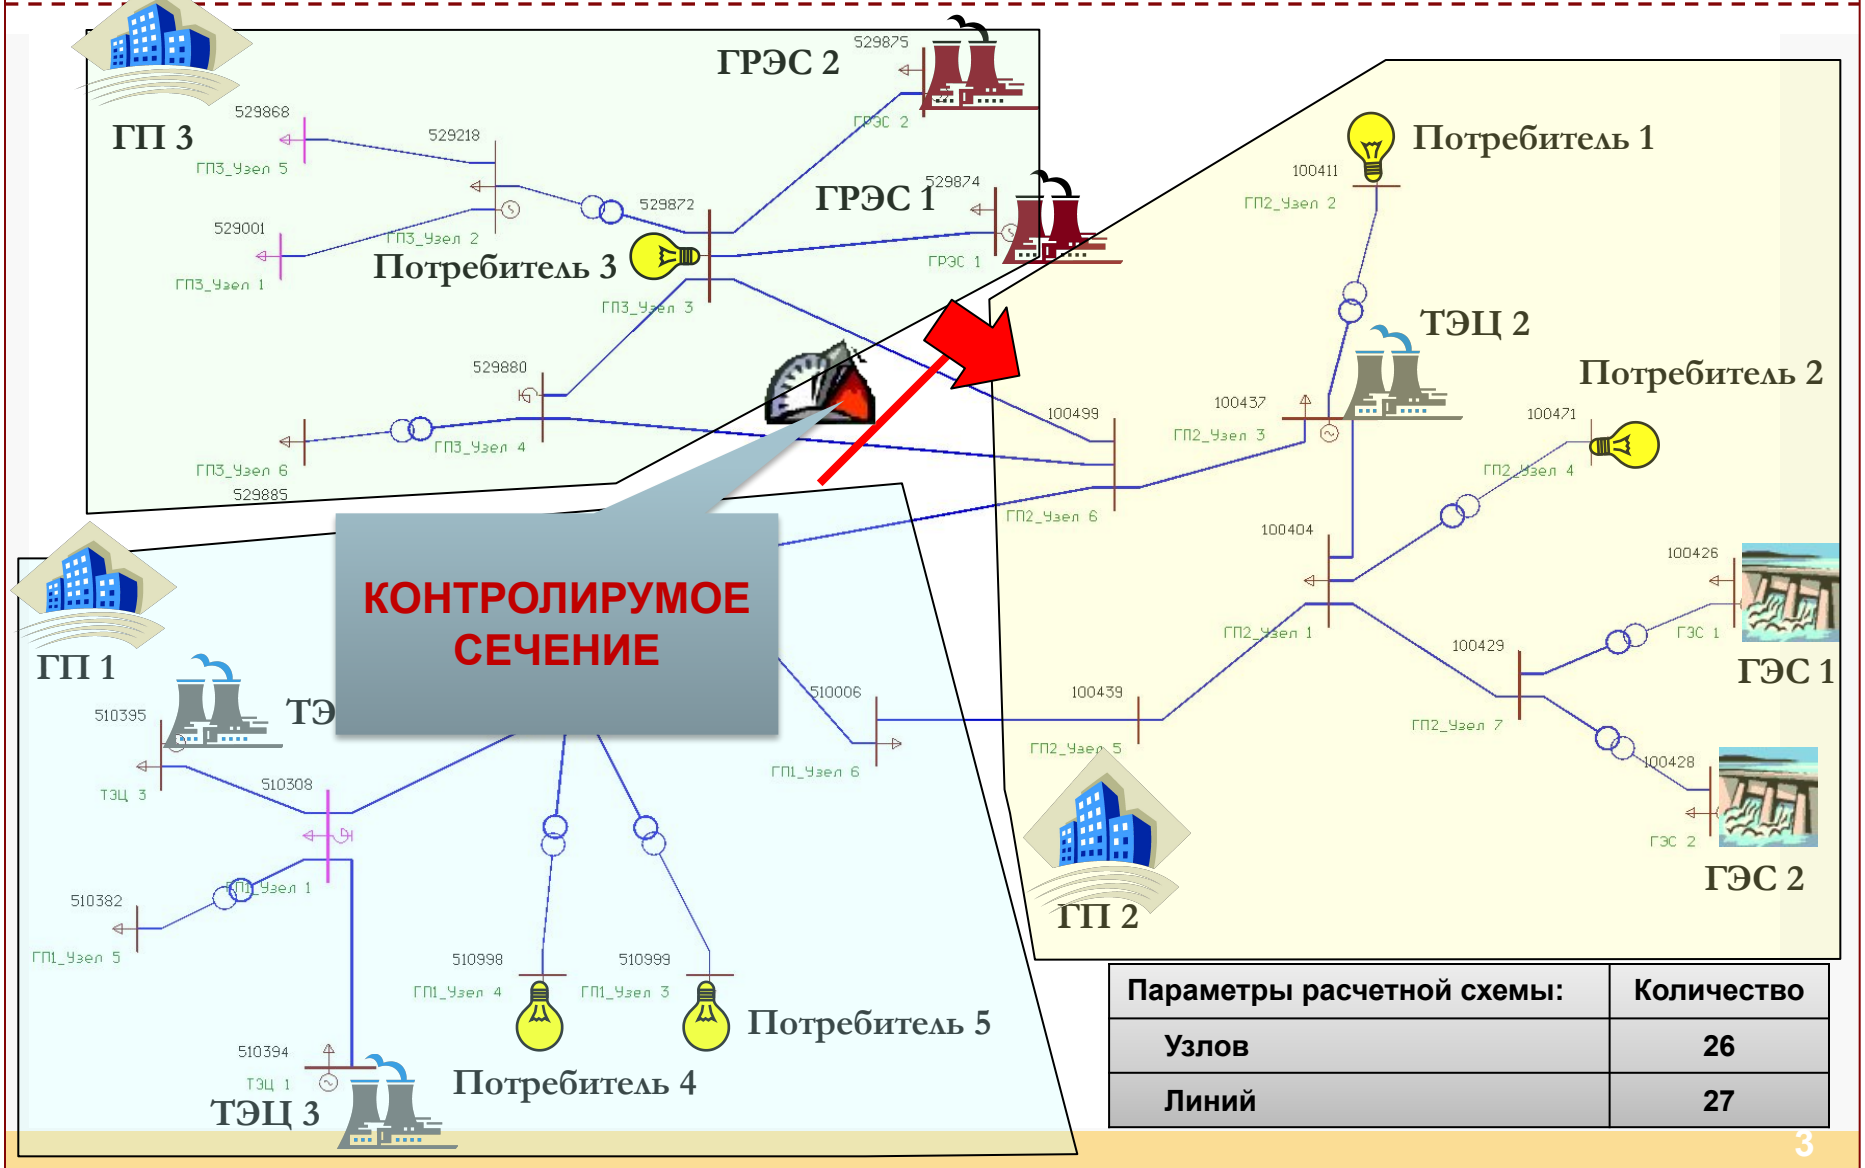 529875
ГРЭС 2
ГРЭС 2
529868
ГП 3
529218
ГП3_Узел 5
Потребитель 1
100411
ГП2_Узел 2
ГРЭС 1
529874
529872
529001
ГП3_Узел 2
Потребитель 3
ГРЭС 1
ГП3_Узел 1
ГП3_Узел 3
ТЭЦ 2
529880
Потребитель 2
100499
100437
100471
ГП2_Узел 3
ГП3_Узел 4
ГП3_Узел 6
529885
ГП2_Узел 4
ГП2_Узел 6
100404
100426
КОНТРОЛИРУМОЕ
СЕЧЕНИЕ
ГП2_Узел 1
ГЭС 1
100429
ГЭС 1
ГП 1
510395
ТЭ
510006
100439
ГП2_Узел 7
ГП2_Узел 5
100428
ГП1_Узел 6
ТЭЦ 3
510308
ГЭС 2
ГЭС 2
ГП1_Узел 1
510382
ГП 2
ГП1_Узел 5
510998
510999
ГП1_Узел 4
ГП1_Узел 3
Потребитель 5
Параметры расчетной схемы: Количество
Узлов 26
Линий 27
510394
ТЭЦ 1
Потребитель 4
ТЭЦ 3
3